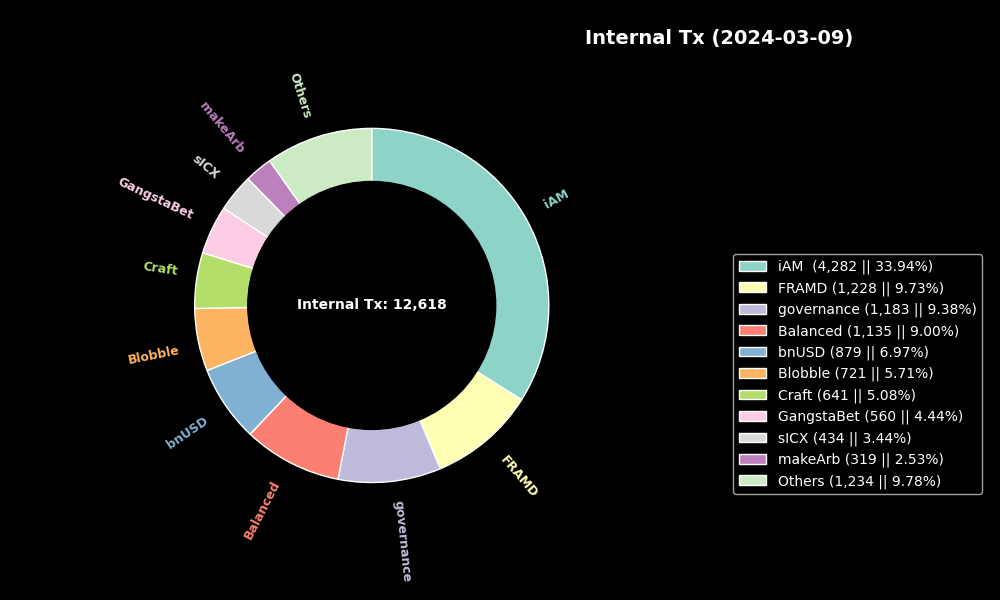 Internal Tx (2024-03-09)
Others
makeArb
sICX
GangstaBet
iAM
Craft
Internal Tx: 12,618
Blobble
bnUSD
FRAMD
Balanced
governance
iAM  (4,282 || 33.94%)
FRAMD (1,228 || 9.73%)
governance (1,183 || 9.38%)
Balanced (1,135 || 9.00%)
bnUSD (879 || 6.97%)
Blobble (721 || 5.71%)
Craft (641 || 5.08%)
GangstaBet (560 || 4.44%)
sICX (434 || 3.44%)
makeArb (319 || 2.53%)
Others (1,234 || 9.78%)